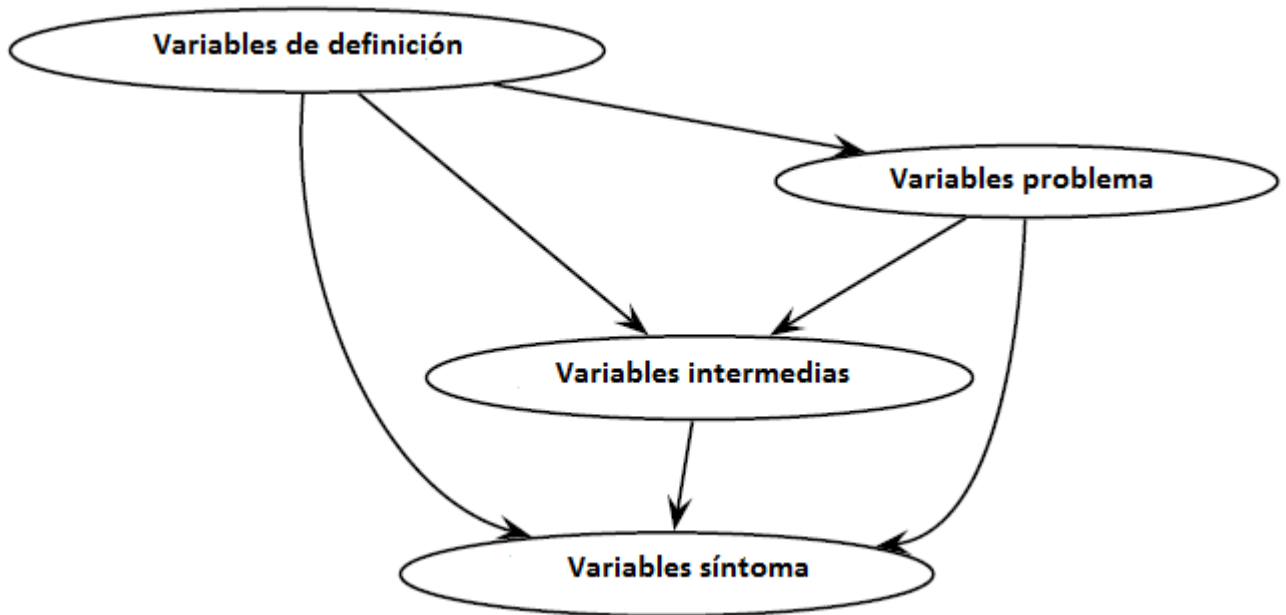 Variables de definición
Variables problema
Variables intermedias
Variables síntoma